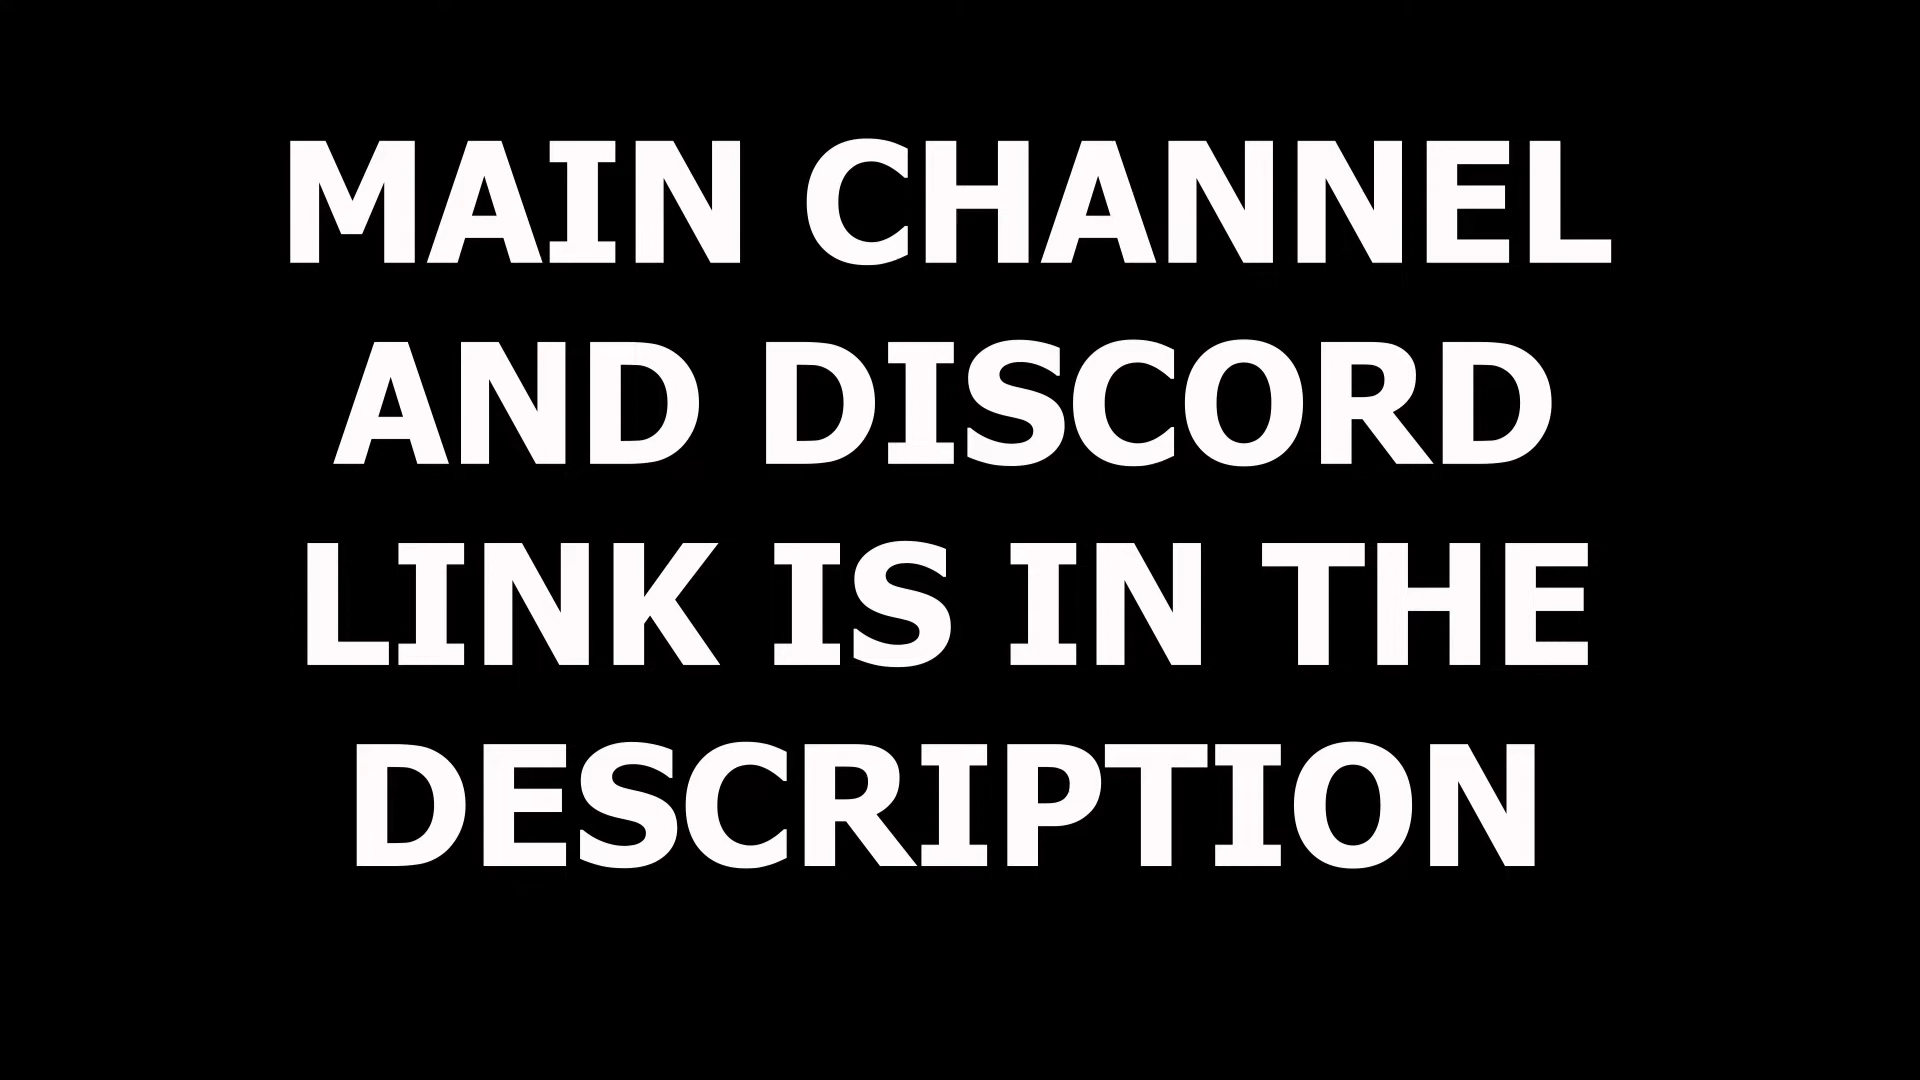 MAIN CHANNEL
AND DISCORD
LINK IS IN THE
DESCRIPTION